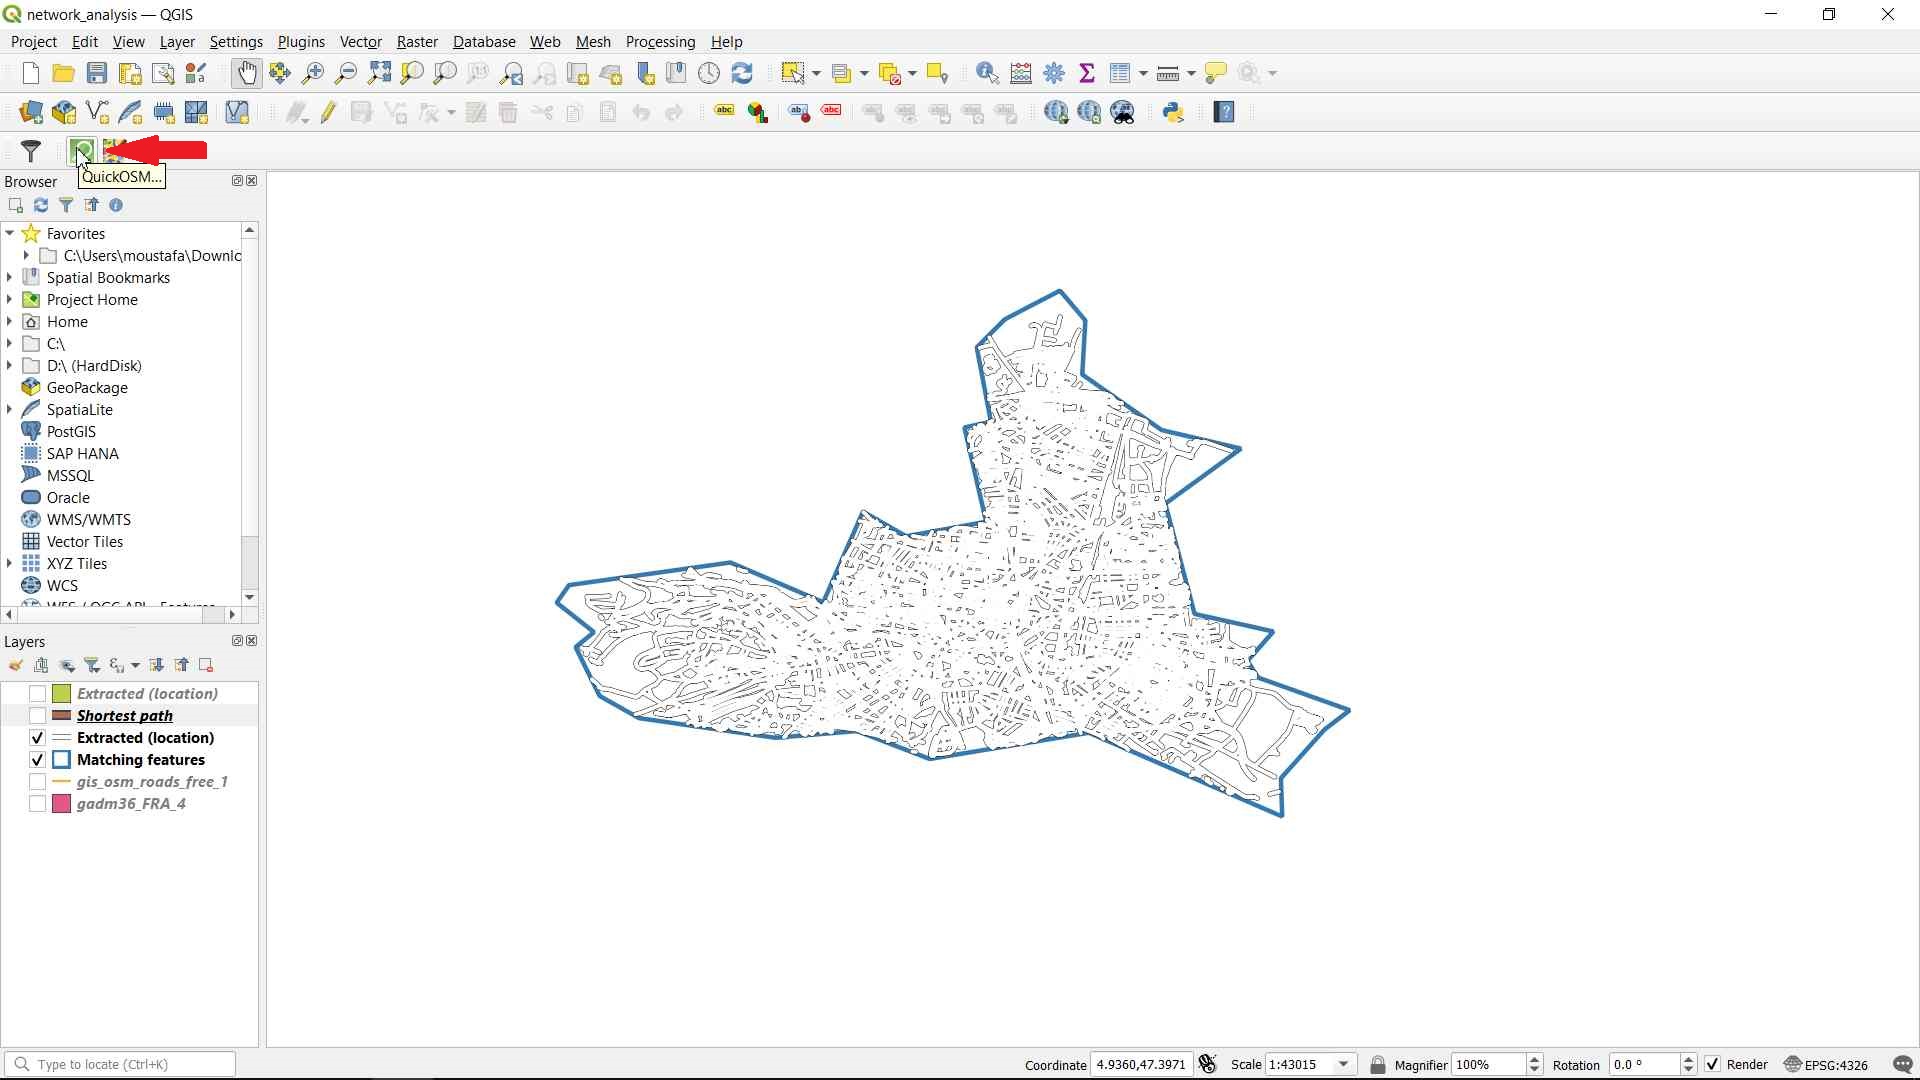 network_analysis — QGIS
Project Edit View Layer Settings Plugins Vector Raster Database Web Mesh Processing Help
abc abc abc
QuickOSM...
Browser
Favorites
C:\Users\moustafa\Downlc
Spatial Bookmarks
Project Home
Home
C:\
D:\ (HardDisk)
GeoPackage
SpatiaLite
PostGIS
SAP HANA
MSSQL
Oracle
WMS/WMTS
Vector Tiles
XYZ Tiles
WCS
Layers
Extracted (location)
Shortest path
Extracted (location)
Matching features
gis_osm_roads_free_1
gadm36_FRA_4
Type to locate (Ctrl+K)
Coordinate 4.9360,47.3971 Scale 1:43015 Magnifier 100% Rotation 0.0 ° Render EPSG:4326